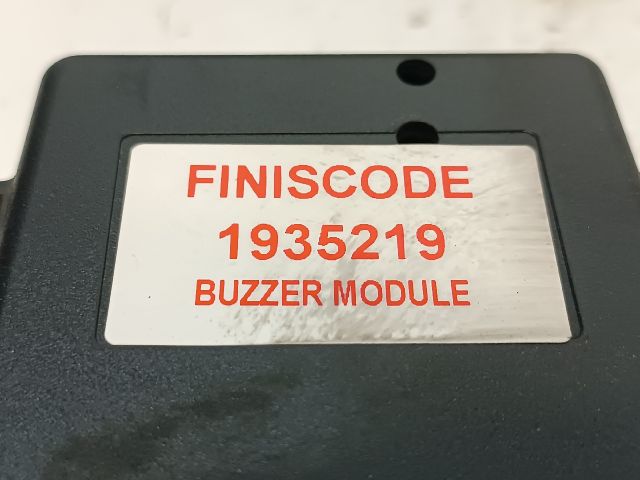 FINISCODE
1935219
BUZZER MODULE